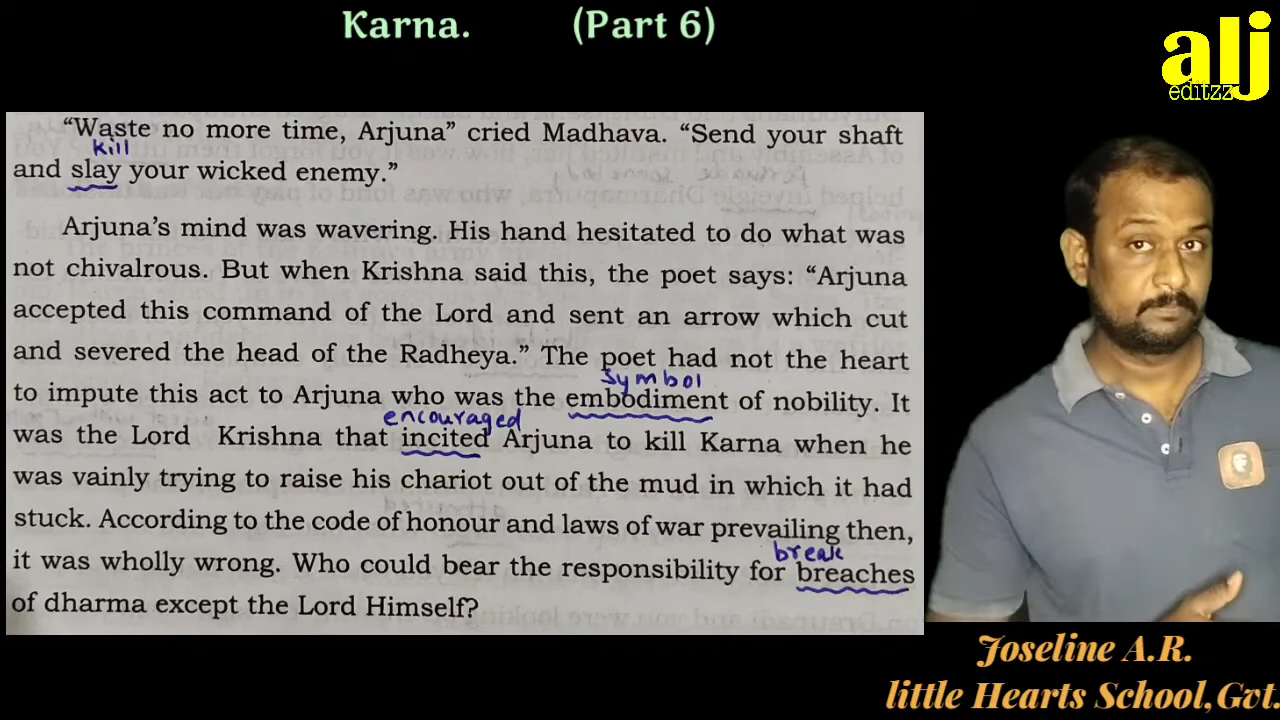 Karna. (Part 6)
alj
editzz
“Waste no more time, Arjuna” cried Madhava. “Send your shaft
kill
and slay your wicked enemy.”
Arjuna’s mind was wavering. His hand hesitated to do what was
not chivalrous. But when Krishna said this, the poet says: “Arjuna
accepted this command of the Lord and sent an arrow which cut
and severed the head of the Radheya.” The poet had not the heart
symbol
to impute this act to Arjuna who was the embodiment of nobility. It
encouraged
was the Lord Krishna that incited Arjuna to kill Karna when he
was vainly trying to raise his chariot out of the mud in which it had
stuck. According to the code of honour and laws of war prevailing then,
break
it was wholly wrong. Who could bear the responsibility for breaches
of dharma except the Lord Himself?
Joseline A.R.
little Hearts School,Gvt.